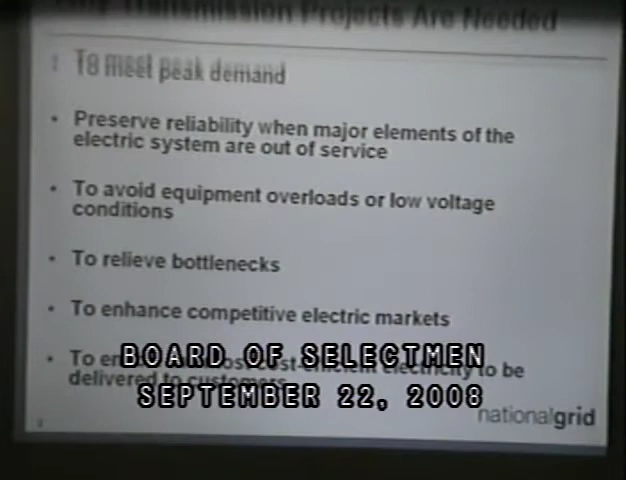 Transmission Projects Are Needed
To meet peak demand
• Preserve reliability when major elements of the
electric system are out of service
• To avoid equipment overloads or low voltage
conditions
• To relieve bottlenecks
• To enhance competitive electric markets
• To cost-efficient electricity to be
delivered to customers
BOARD OF SELECTMEN
SEPTEMBER 22, 2008
nationalgrid